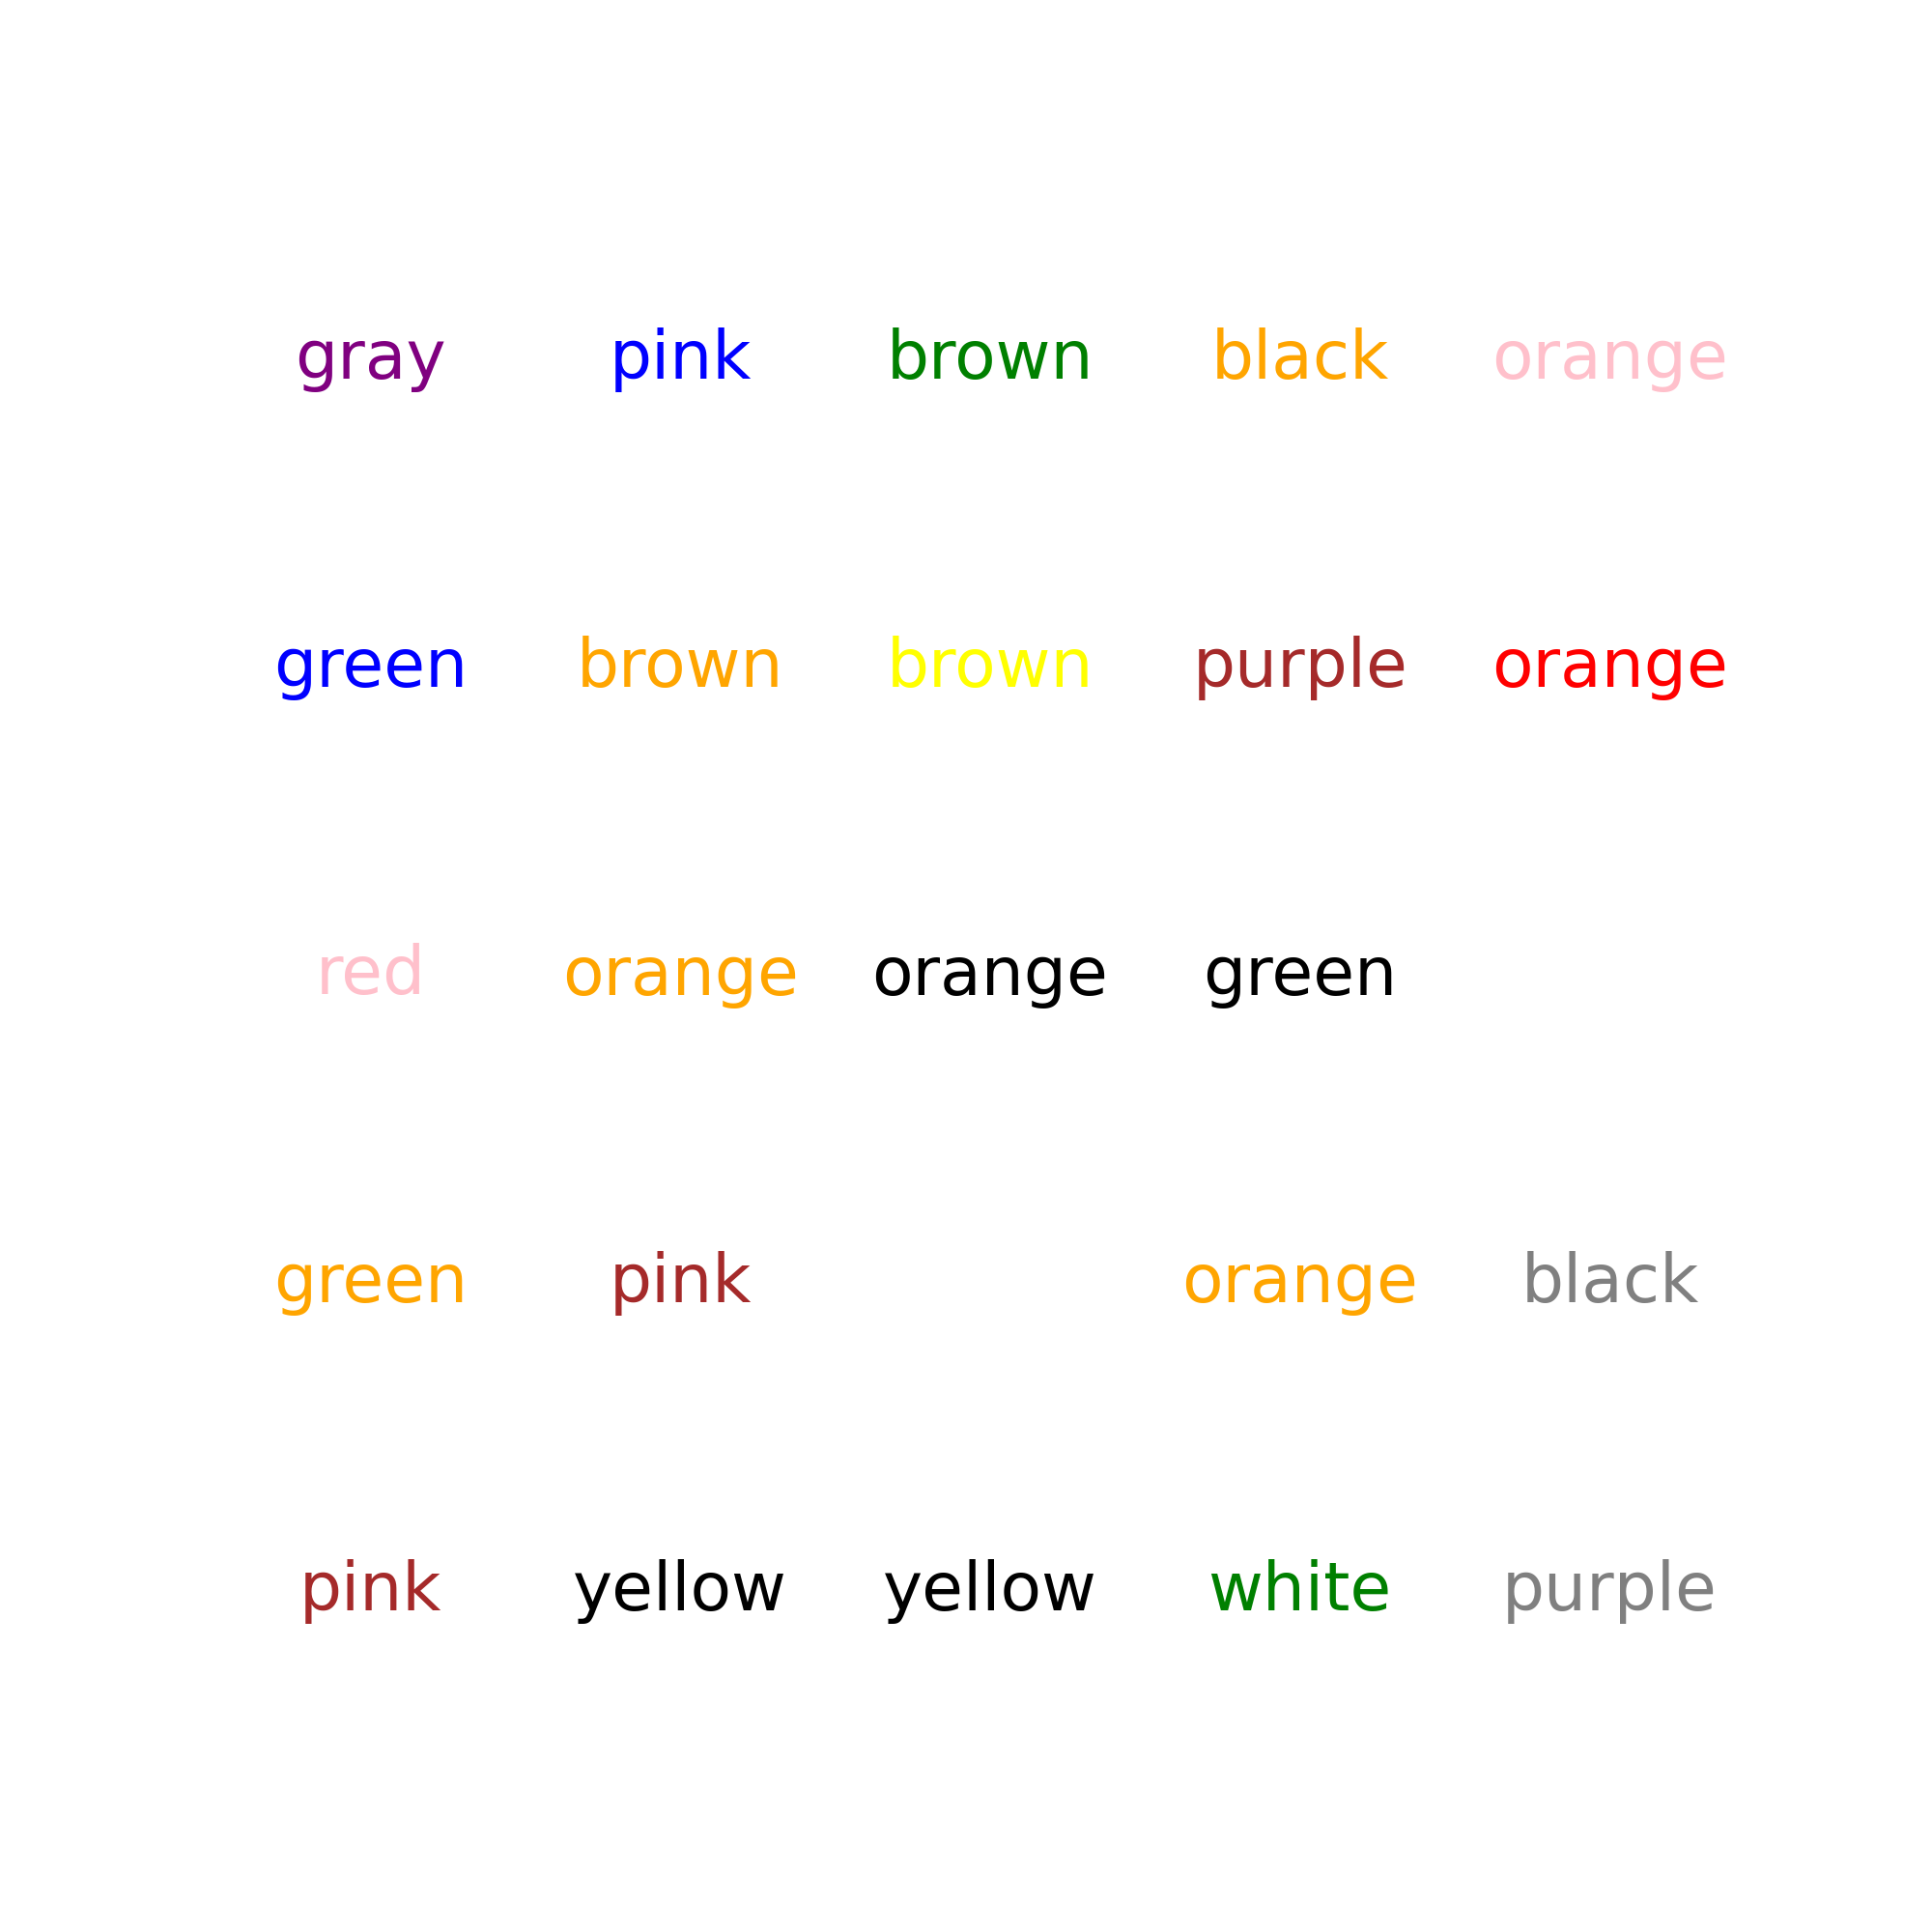 gray pink brown black orange
green brown brown purple orange
red orange orange green
green pink orange black
pink yellow yellow white purple